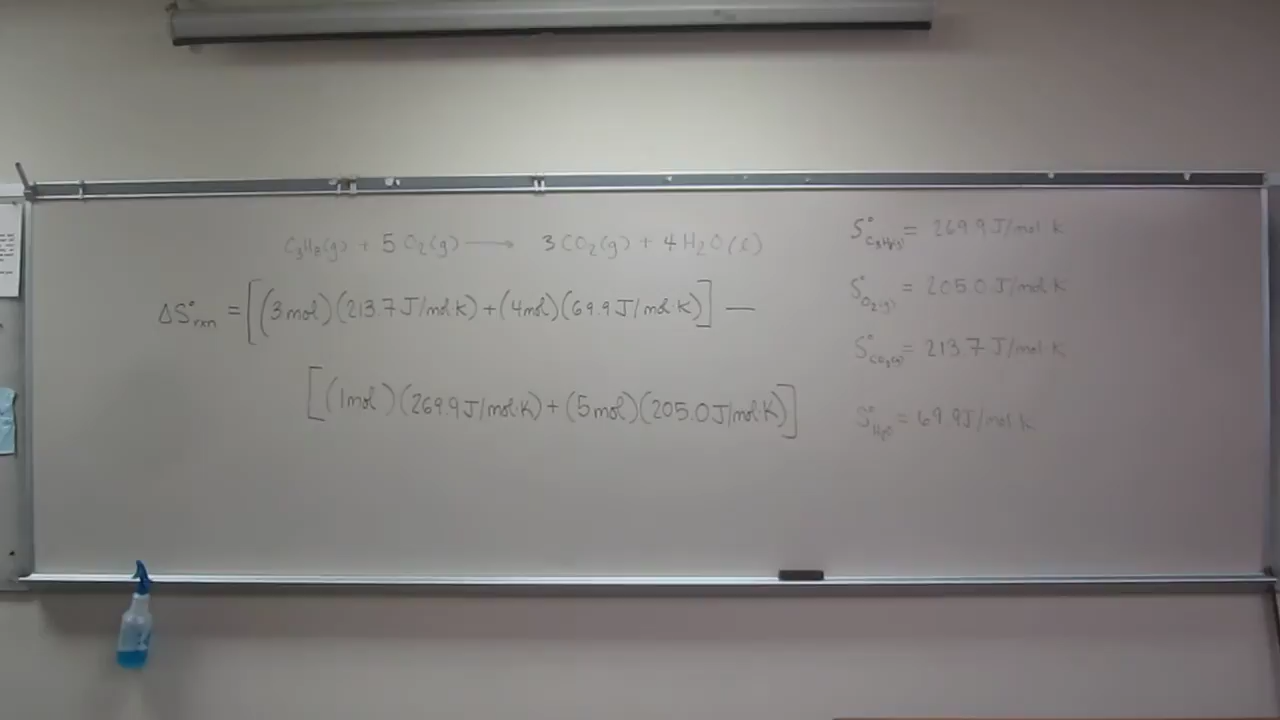 C₃H₈(g) + 5 O₂(g) ⟶ 3 CO₂(g) + 4 H₂O(ℓ)
ΔS°rxn = [(3 mol)(213.7 J/mol·K) + (4 mol)(69.9 J/mol·K)] —
[(1 mol)(269.9 J/mol·K) + (5 mol)(205.0 J/mol·K)]
S°C₃H₈(g) = 269.9 J/mol·K
S°O₂(g) = 205.0 J/mol·K
S°CO₂(g) = 213.7 J/mol·K
S°H₂O = 69.9 J/mol·K